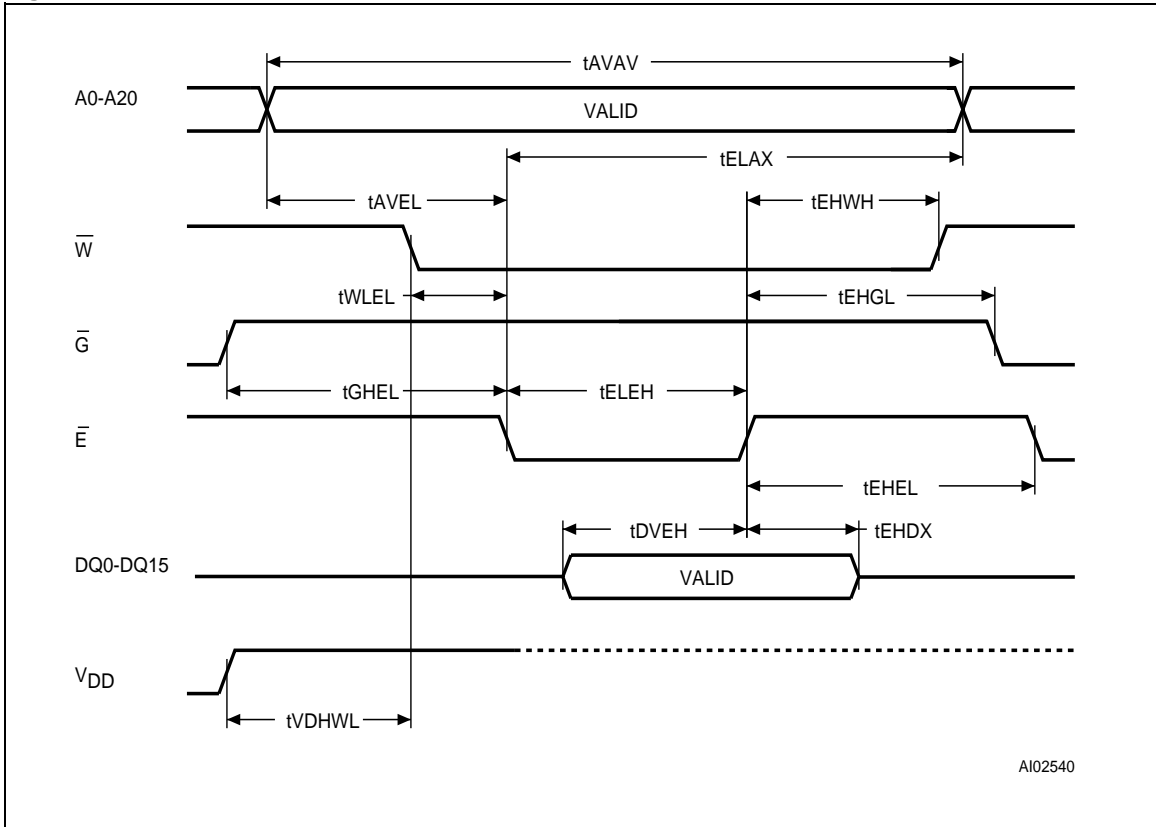 tAVAV
A0-A20
VALID
tELAX
tAVEL
tEHWH
W
tWLEL
tEHGL
G
tGHEL
tELEH
E
tEHEL
tDVEH
tEHDX
DQ0-DQ15
VALID
VDD
tVDHWL
AI02540